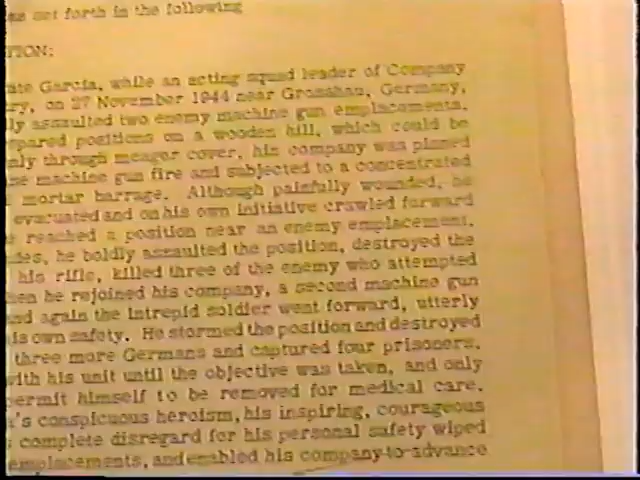 as set forth in the following
TION:
ate Garcia, while an acting squad leader of Company
ry, on 27 November 1944 near Grosshau, Germany,
ly assaulted two enemy machine gun emplacements.
epared positions on a wooden hill, which could be
nly through meager cover, his company was pinned
ne machine gun fire and subjected to a concentrated
d mortar barrage. Although painfully wounded, he
evacuated and on his own initiative crawled forward
e reached a position near an enemy emplacement.
des, he boldly assaulted the position, destroyed the
his rifle, killed three of the enemy who attempted
hen he rejoined his company, a second machine gun
nd again the intrepid soldier went forward, utterly
is own safety. He stormed the position and destroyed
three more Germans and captured four prisoners.
with his unit until the objective was taken, and only
permit himself to be removed for medical care.
a's conspicuous heroism, his inspiring, courageous
complete disregard for his personal safety wiped
emplacements, and enabled his company to advance